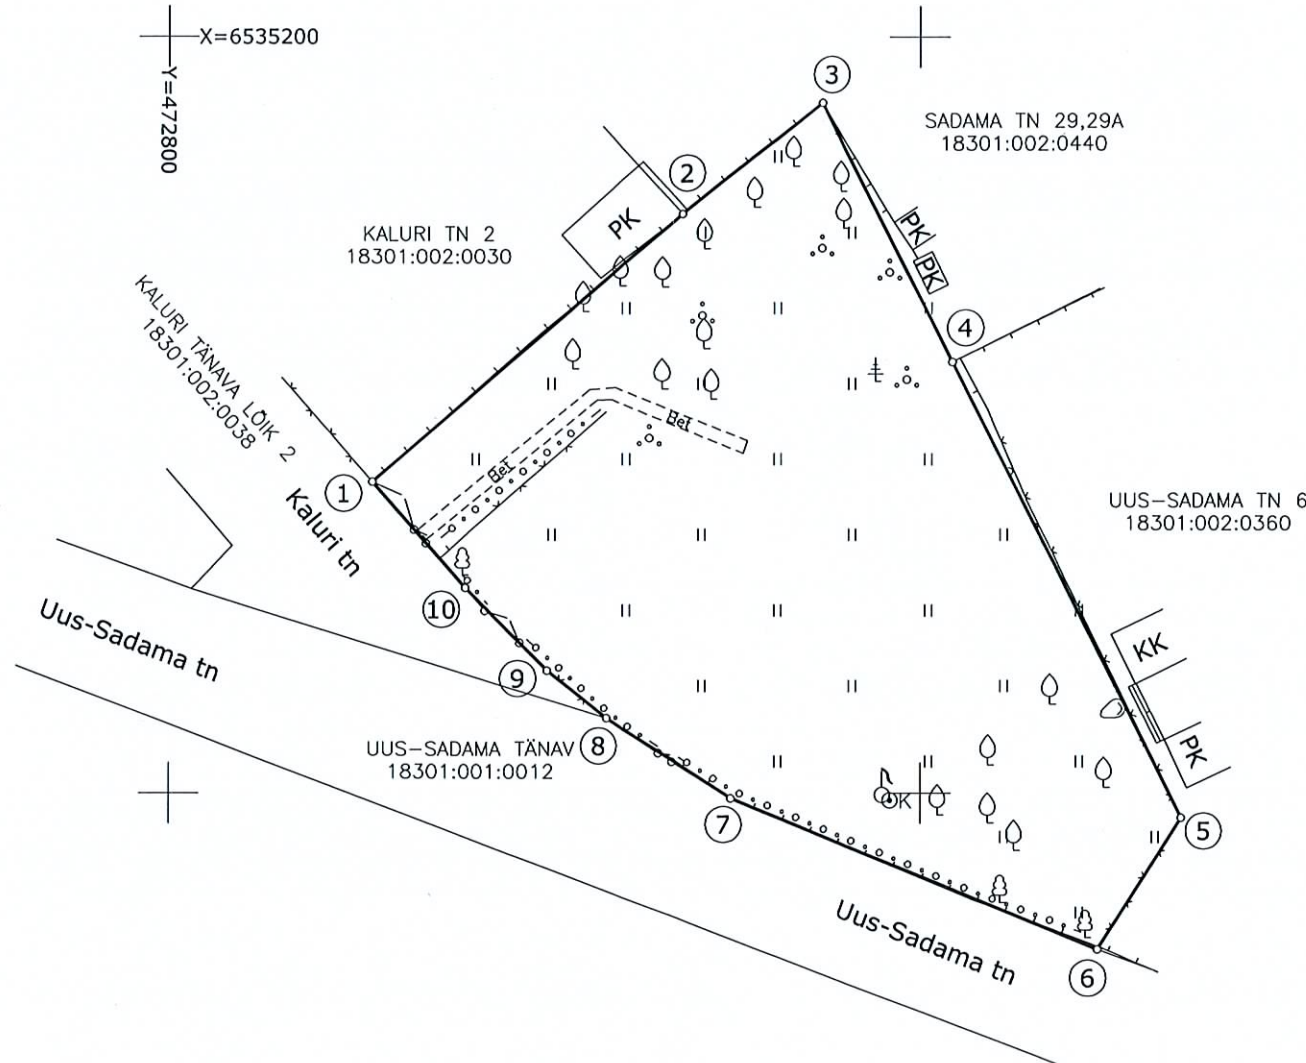 X=6535200
Y=472800
3
SADAMA TN 29,29A
18301:002:0440
2
PK
KALURI TN 2
18301:002:0030
PK
PK
KALURI TÄNAVA LÕIK 2
18301:002:0038
4
Bet
Bet
1
Kaluri tn
UUS-SADAMA TN 6
18301:002:0360
10
Uus-Sadama tn
KK
9
PK
8
UUS-SADAMA TÄNAV
18301:001:0012
K
7
5
Uus-Sadama tn
6